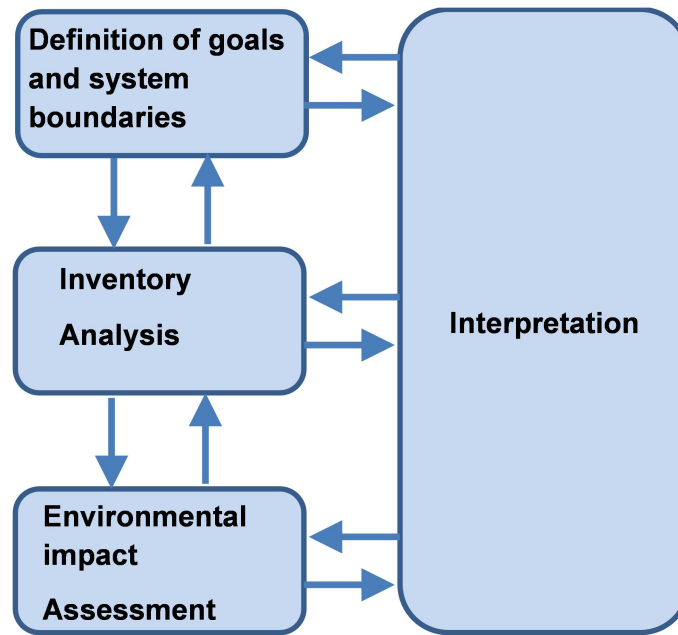 Definition of goals
and system
boundaries
Inventory
Analysis
Environmental
impact
Assessment
Interpretation